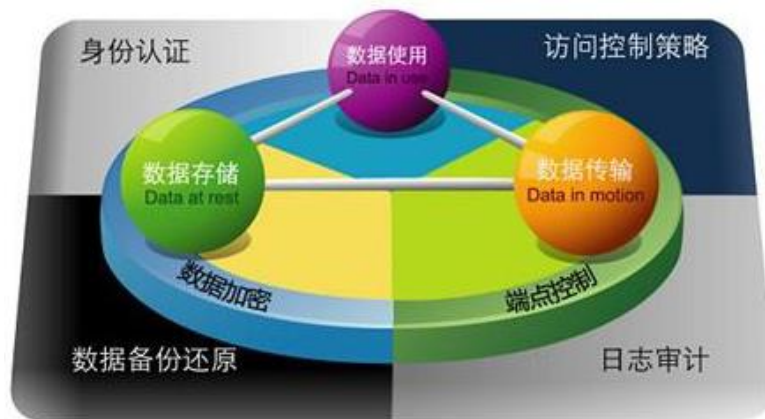 身份认证
数据使用
Data in use
访问控制策略
数据存储
Data at rest
数据传输
Data in motion
数据加密
端点控制
数据备份还原
日志审计